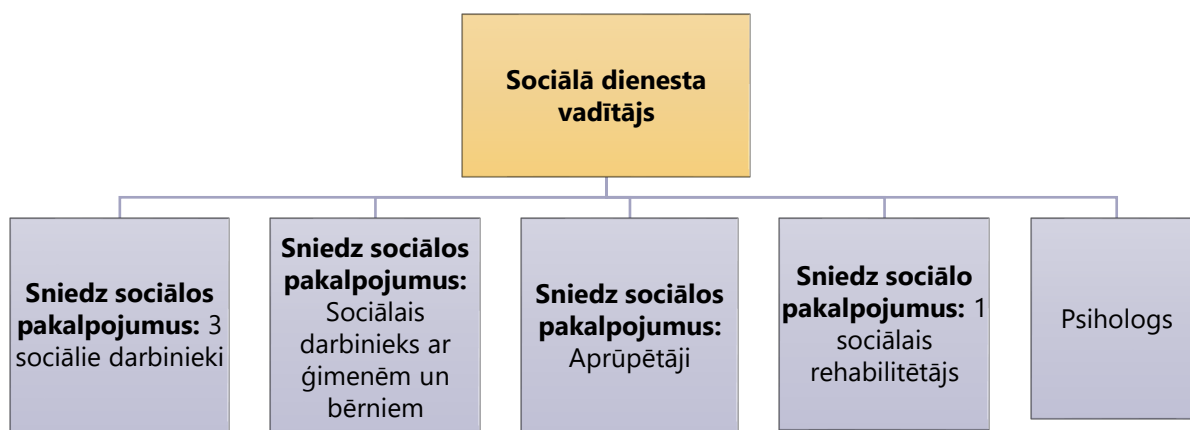 Sociālā dienesta
vadītājs
Sniedz sociālos
pakalpojumus: 3
sociālie darbinieki
Sniedz sociālos
pakalpojumus:
Sociālais
darbinieks ar
ģimenēm un
bērniem
Sniedz sociālos
pakalpojumus:
Aprūpētāji
Sniedz sociālo
pakalpojumus: 1
sociālais
rehabilitētājs
Psihologs